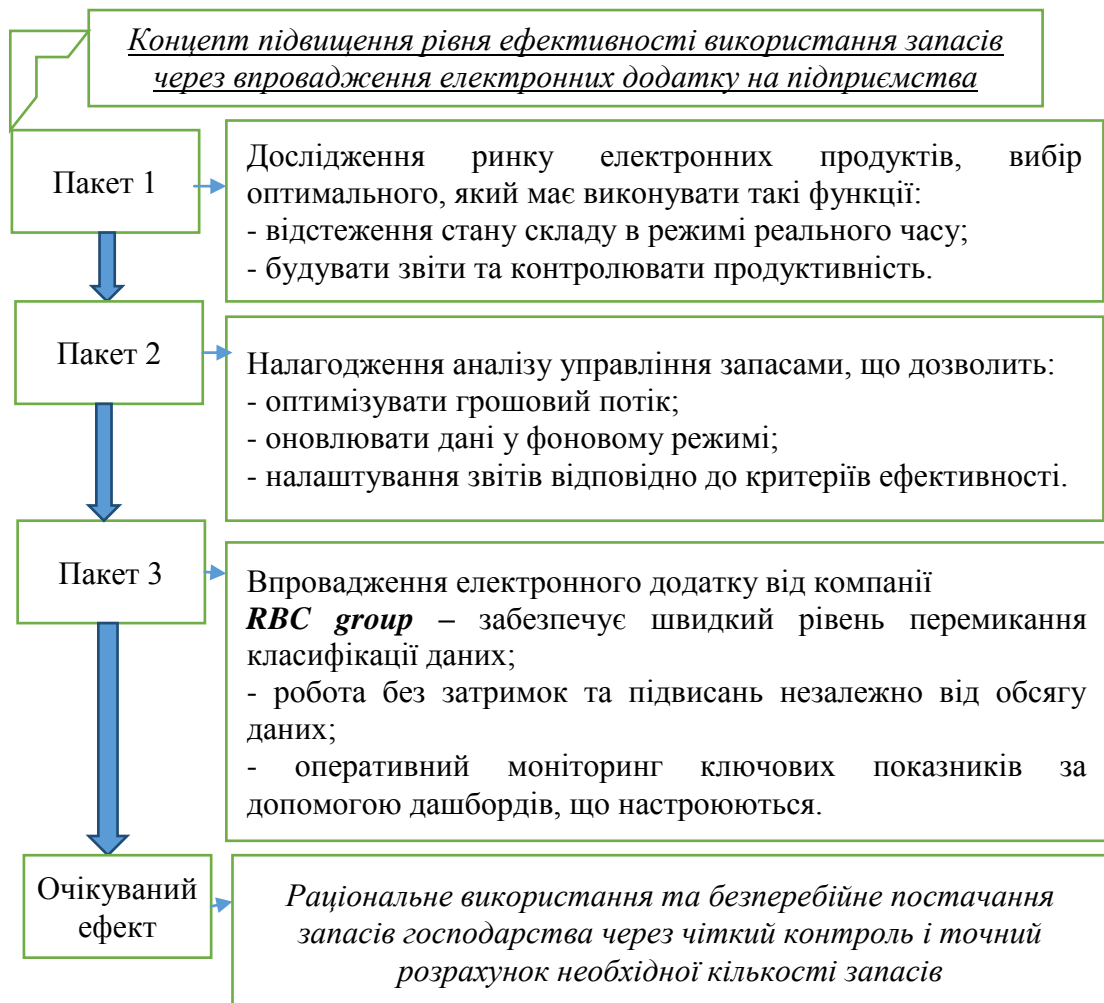 Концепт підвищення рівня ефективності використання запасів
через впровадження електронних додатку на підприємства
Пакет 1
Дослідження ринку електронних продуктів, вибір
оптимального, який має виконувати такі функції:
- відстеження стану складу в режимі реального часу;
- будувати звіти та контролювати продуктивність.
Пакет 2
Налагодження аналізу управління запасами, що дозволить:
- оптимізувати грошовий потік;
- оновлювати дані у фоновому режимі;
- налаштування звітів відповідно до критеріїв ефективності.
Пакет 3
Впровадження електронного додатку від компанії
RBC group – забезпечує швидкий рівень перемикання
класифікації даних;
- робота без затримок та підвисань незалежно від обсягу
даних;
- оперативний моніторинг ключових показників за
допомогою дашбордів, що настроюються.
Очікуваний
ефект
Раціональне використання та безперебійне постачання
запасів господарства через чіткий контроль і точний
розрахунок необхідної кількості запасів